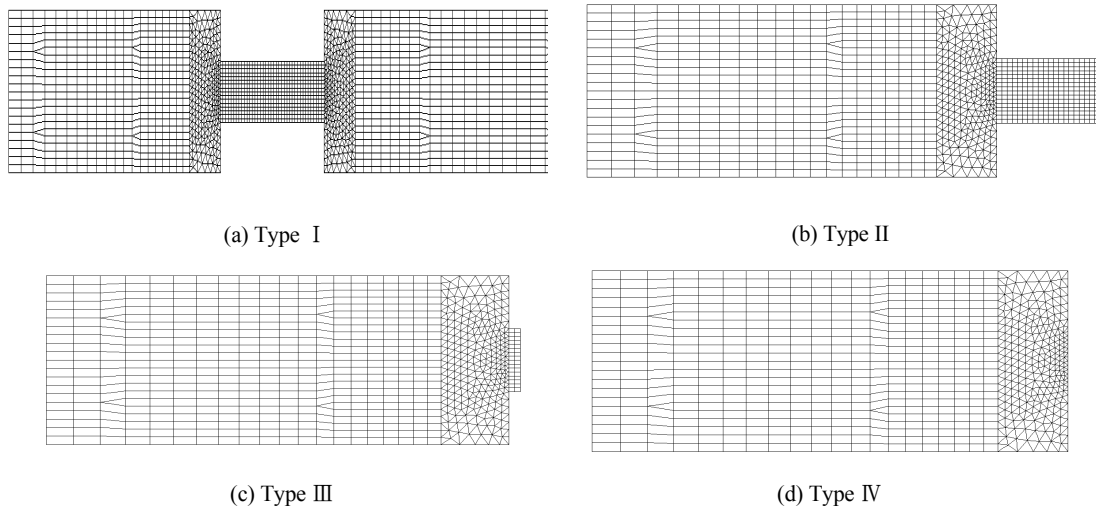 (a) Type Ⅰ
(b) Type Ⅱ
(c) Type Ⅲ
(d) Type Ⅳ